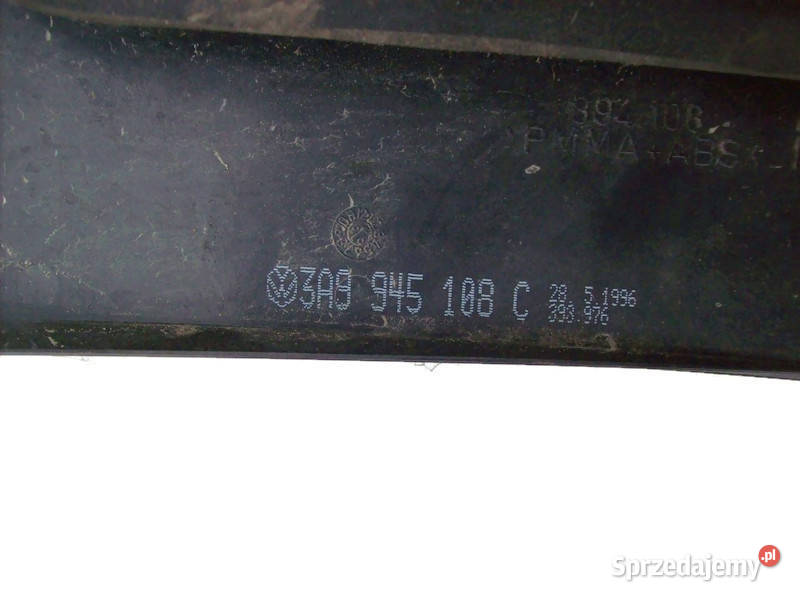 394.108
PMMA+ABS+
3A9 945 108 C
28. 5.1996
393.976
Sprzedajemy.pl